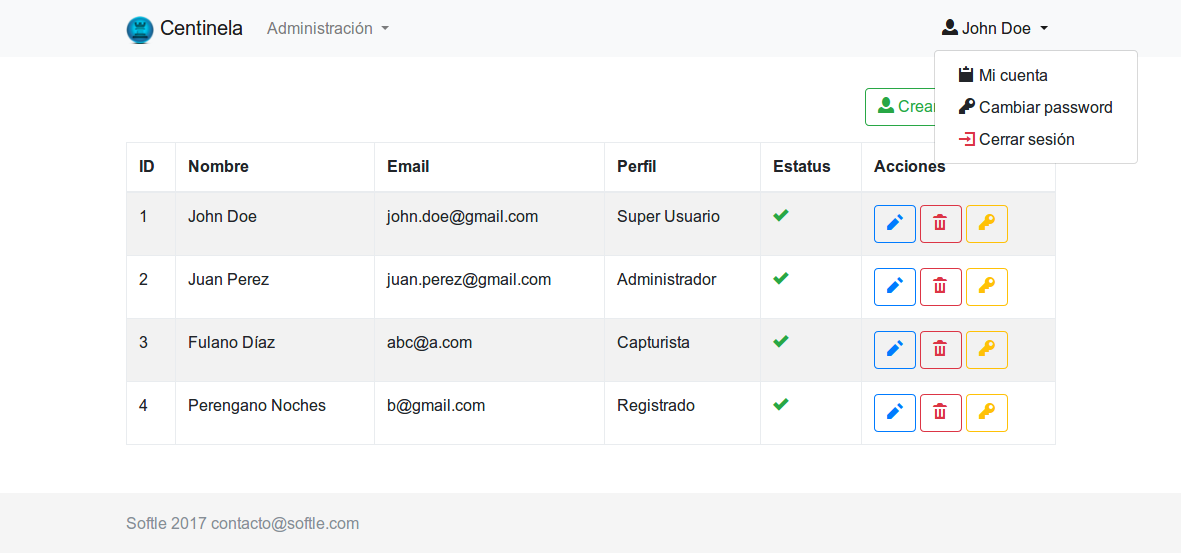 Centinela Administración John Doe
Mi cuenta
Cambiar password
Cerrar sesión
Crear
ID Nombre Email Perfil Estatus Acciones
1 John Doe john.doe@gmail.com Super Usuario
2 Juan Perez juan.perez@gmail.com Administrador
3 Fulano Díaz abc@a.com Capturista
4 Perengano Noches b@gmail.com Registrado
Softle 2017 contacto@softle.com